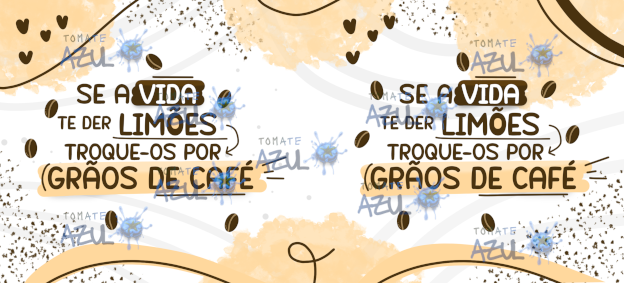 TOMATE
AZUL
TOMATE
AZUL
SE A VIDA
TE DER LIMÕES
TROQUE-OS POR
(GRÃOS DE CAFÉ
SE A VIDA
TE DER LIMÕES
TROQUE-OS POR
(GRÃOS DE CAFÉ
TOMATE
AZUL
TOMATE
AZUL
TOMATE
AZUL